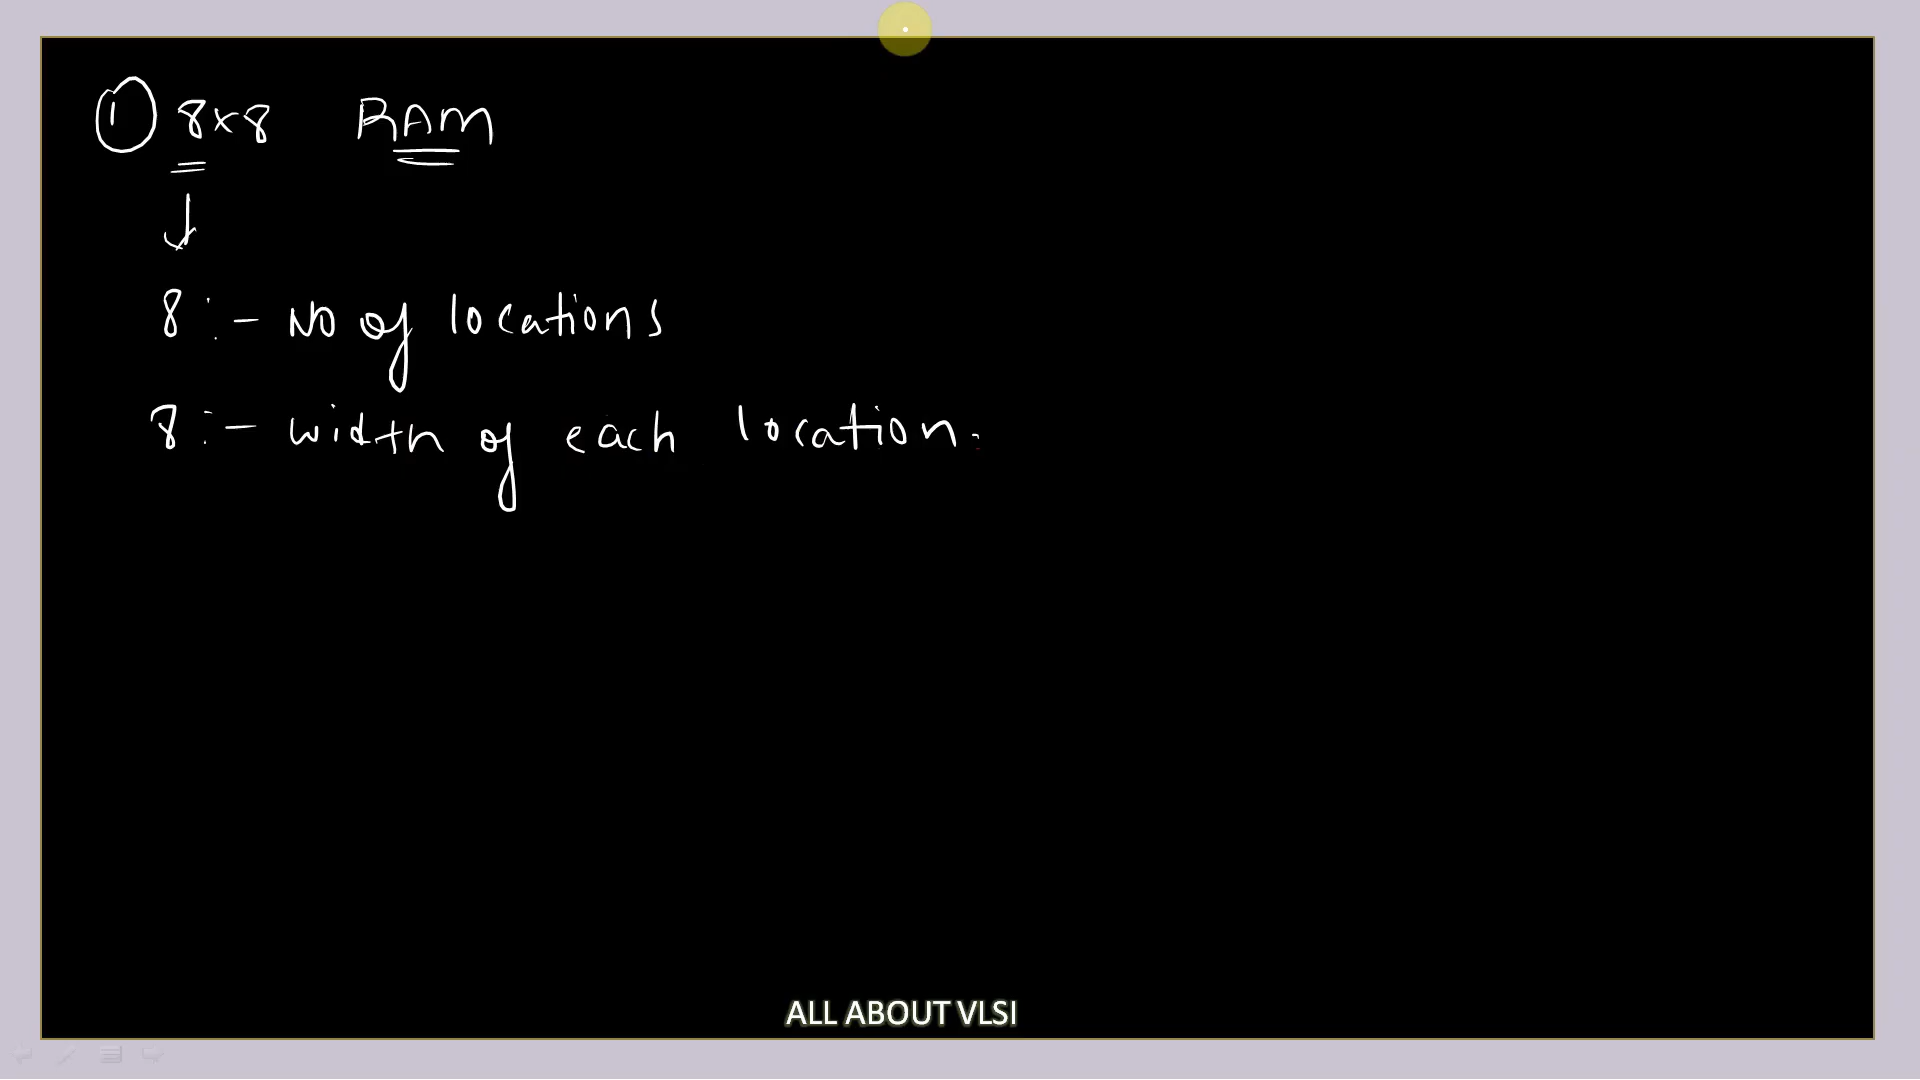 ① 8x8 RAM
8 :- No of locations
8 :- width of each location.
ALL ABOUT VLSI